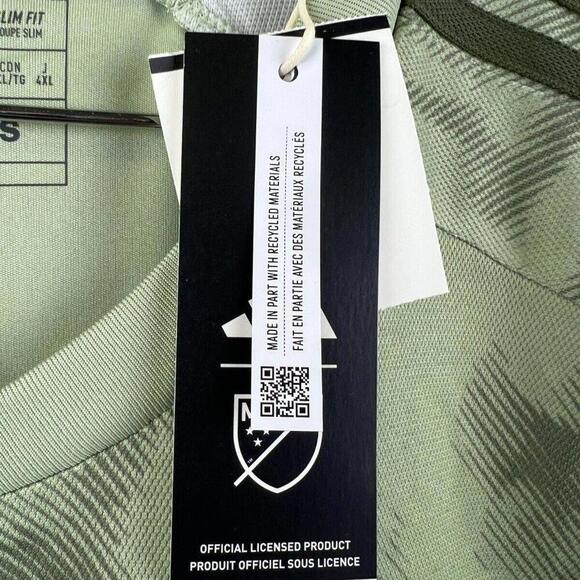 SLIM FIT
COUPE SLIM
CON J
XL/TG 4XL
S
MADE IN PART WITH RECYCLED MATERIALS
FAIT EN PARTIE AVEC DES MATÉRIAUX RECYCLÉS
M
OFFICIAL LICENSED PRODUCT
PRODUIT OFFICIEL SOUS LICENCE